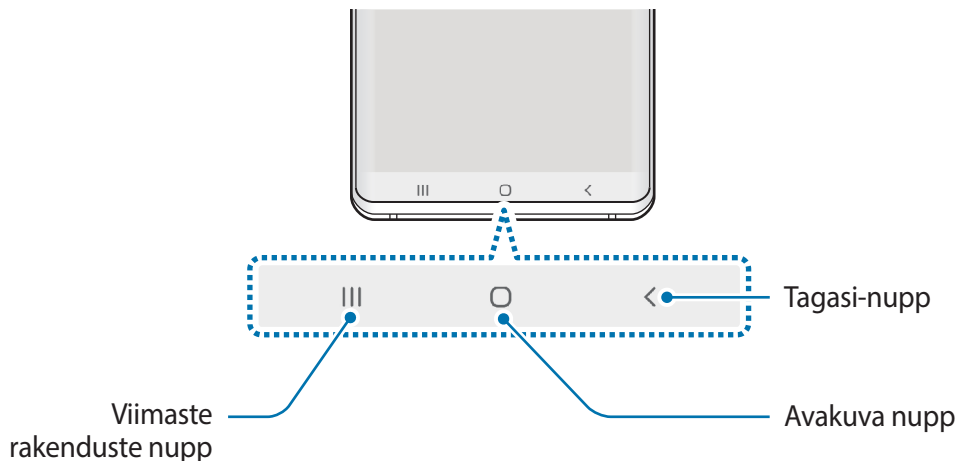 Tagasi-nupp
Viimaste
rakenduste nupp
Avakuva nupp